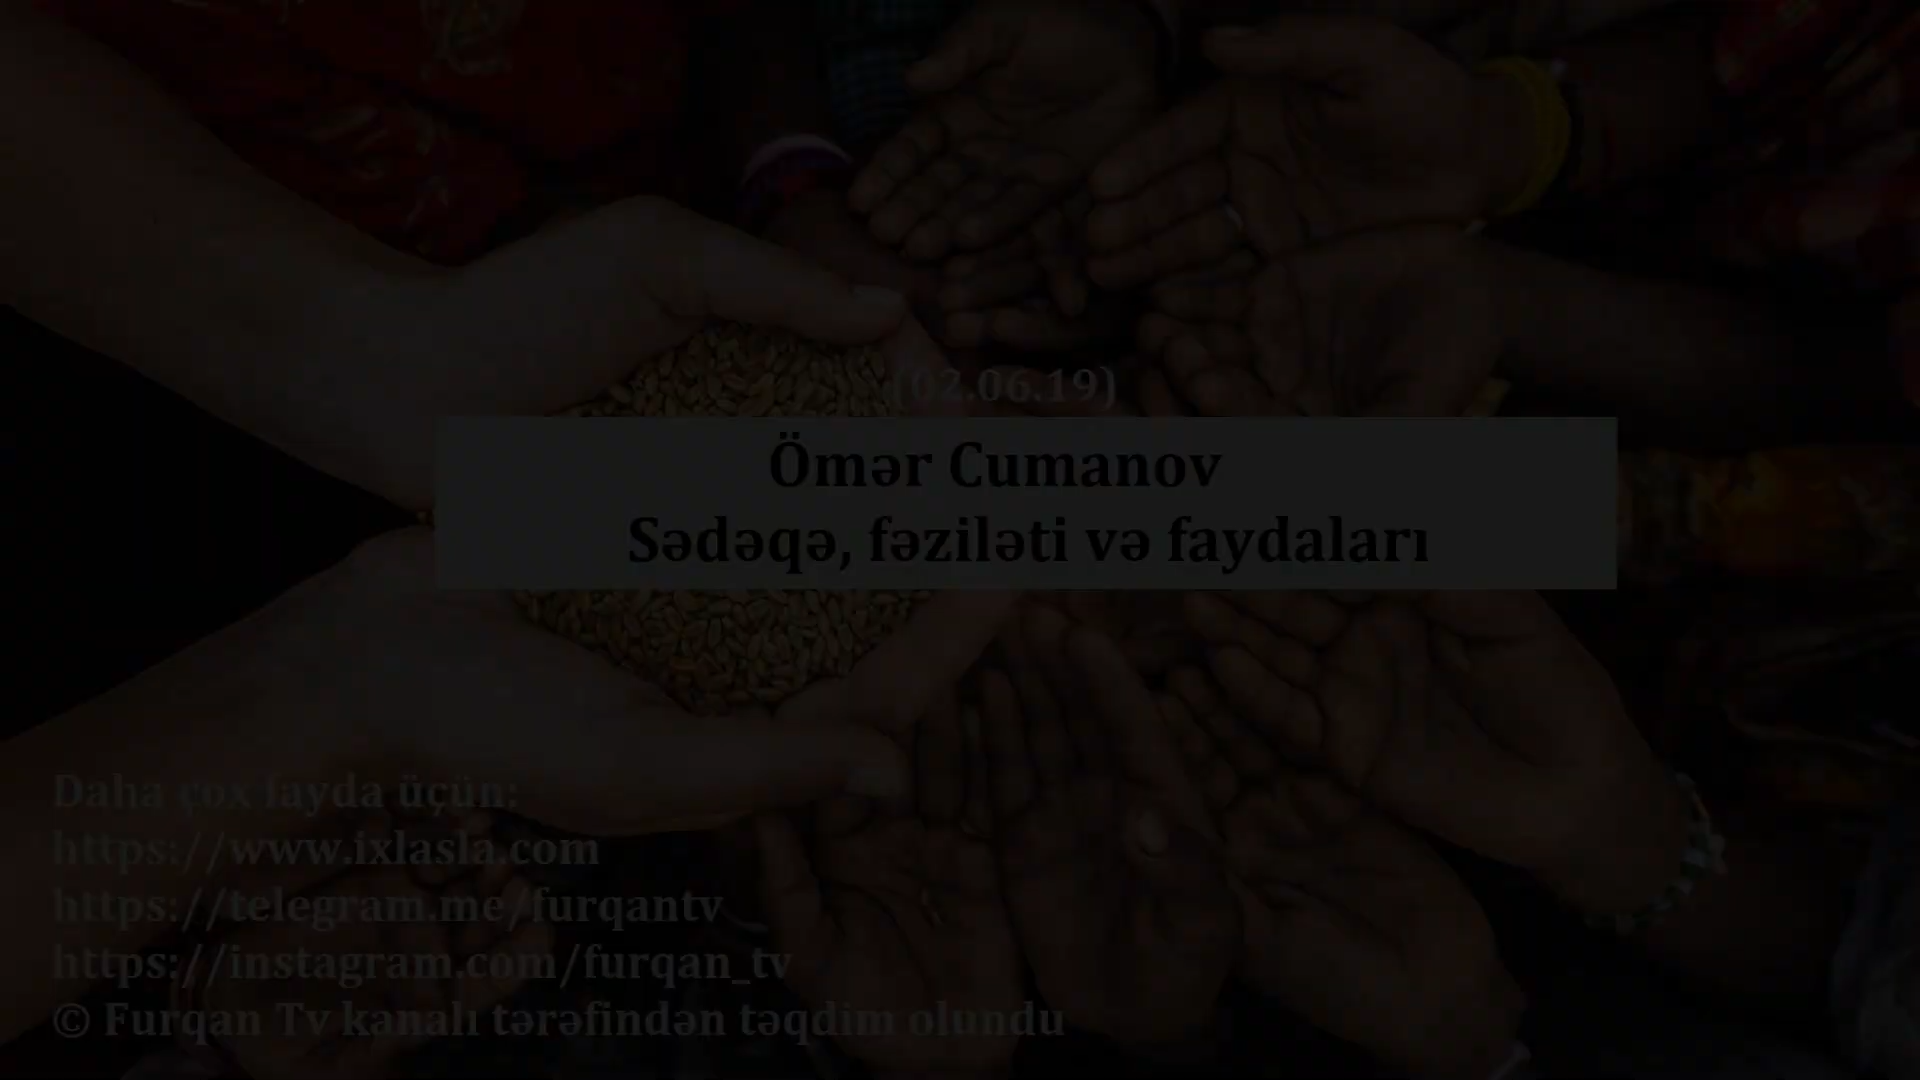 (02.06.19)
Ömər Cumanov
Sədəqə, fəziləti və faydaları
Daha çox fayda üçün:
https://www.ixlasla.com
https://telegram.me/furqantv
https://instagram.com/furqan_tv
© Furqan Tv kanalı tərəfindən təqdim olundu